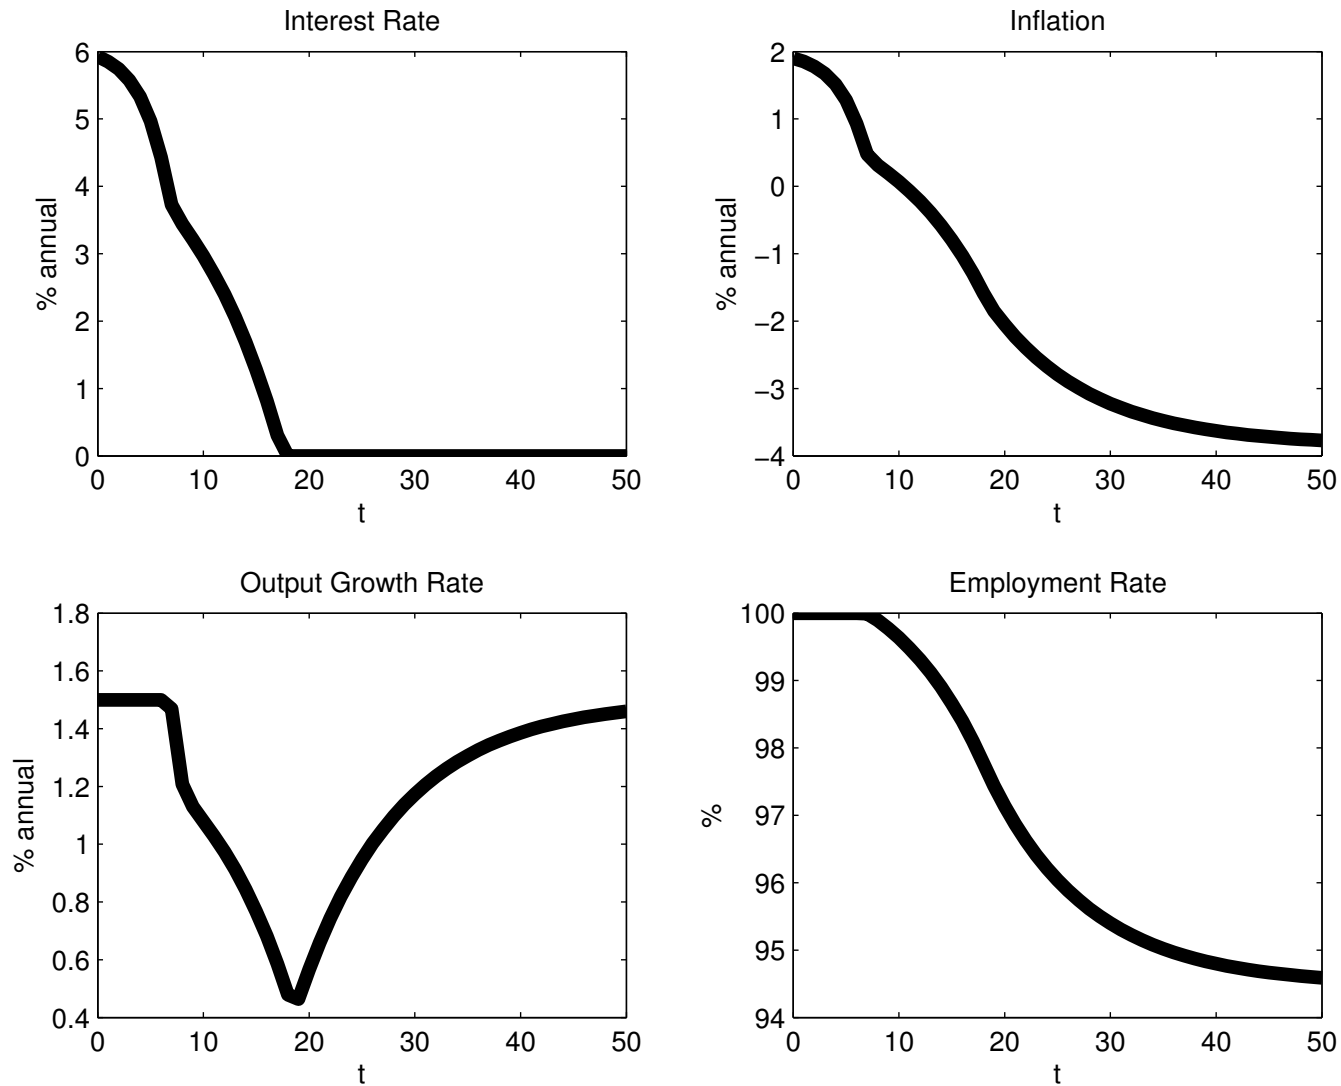 Interest Rate
6
5
4
3
2
1
0
% annual
0 10 20 30 40 50
t
Inflation
2
1
0
−1
−2
−3
−4
% annual
0 10 20 30 40 50
t
Output Growth Rate
1.8
1.6
1.4
1.2
1
0.8
0.6
0.4
% annual
0 10 20 30 40 50
t
Employment Rate
100
99
98
97
96
95
94
%
0 10 20 30 40 50
t